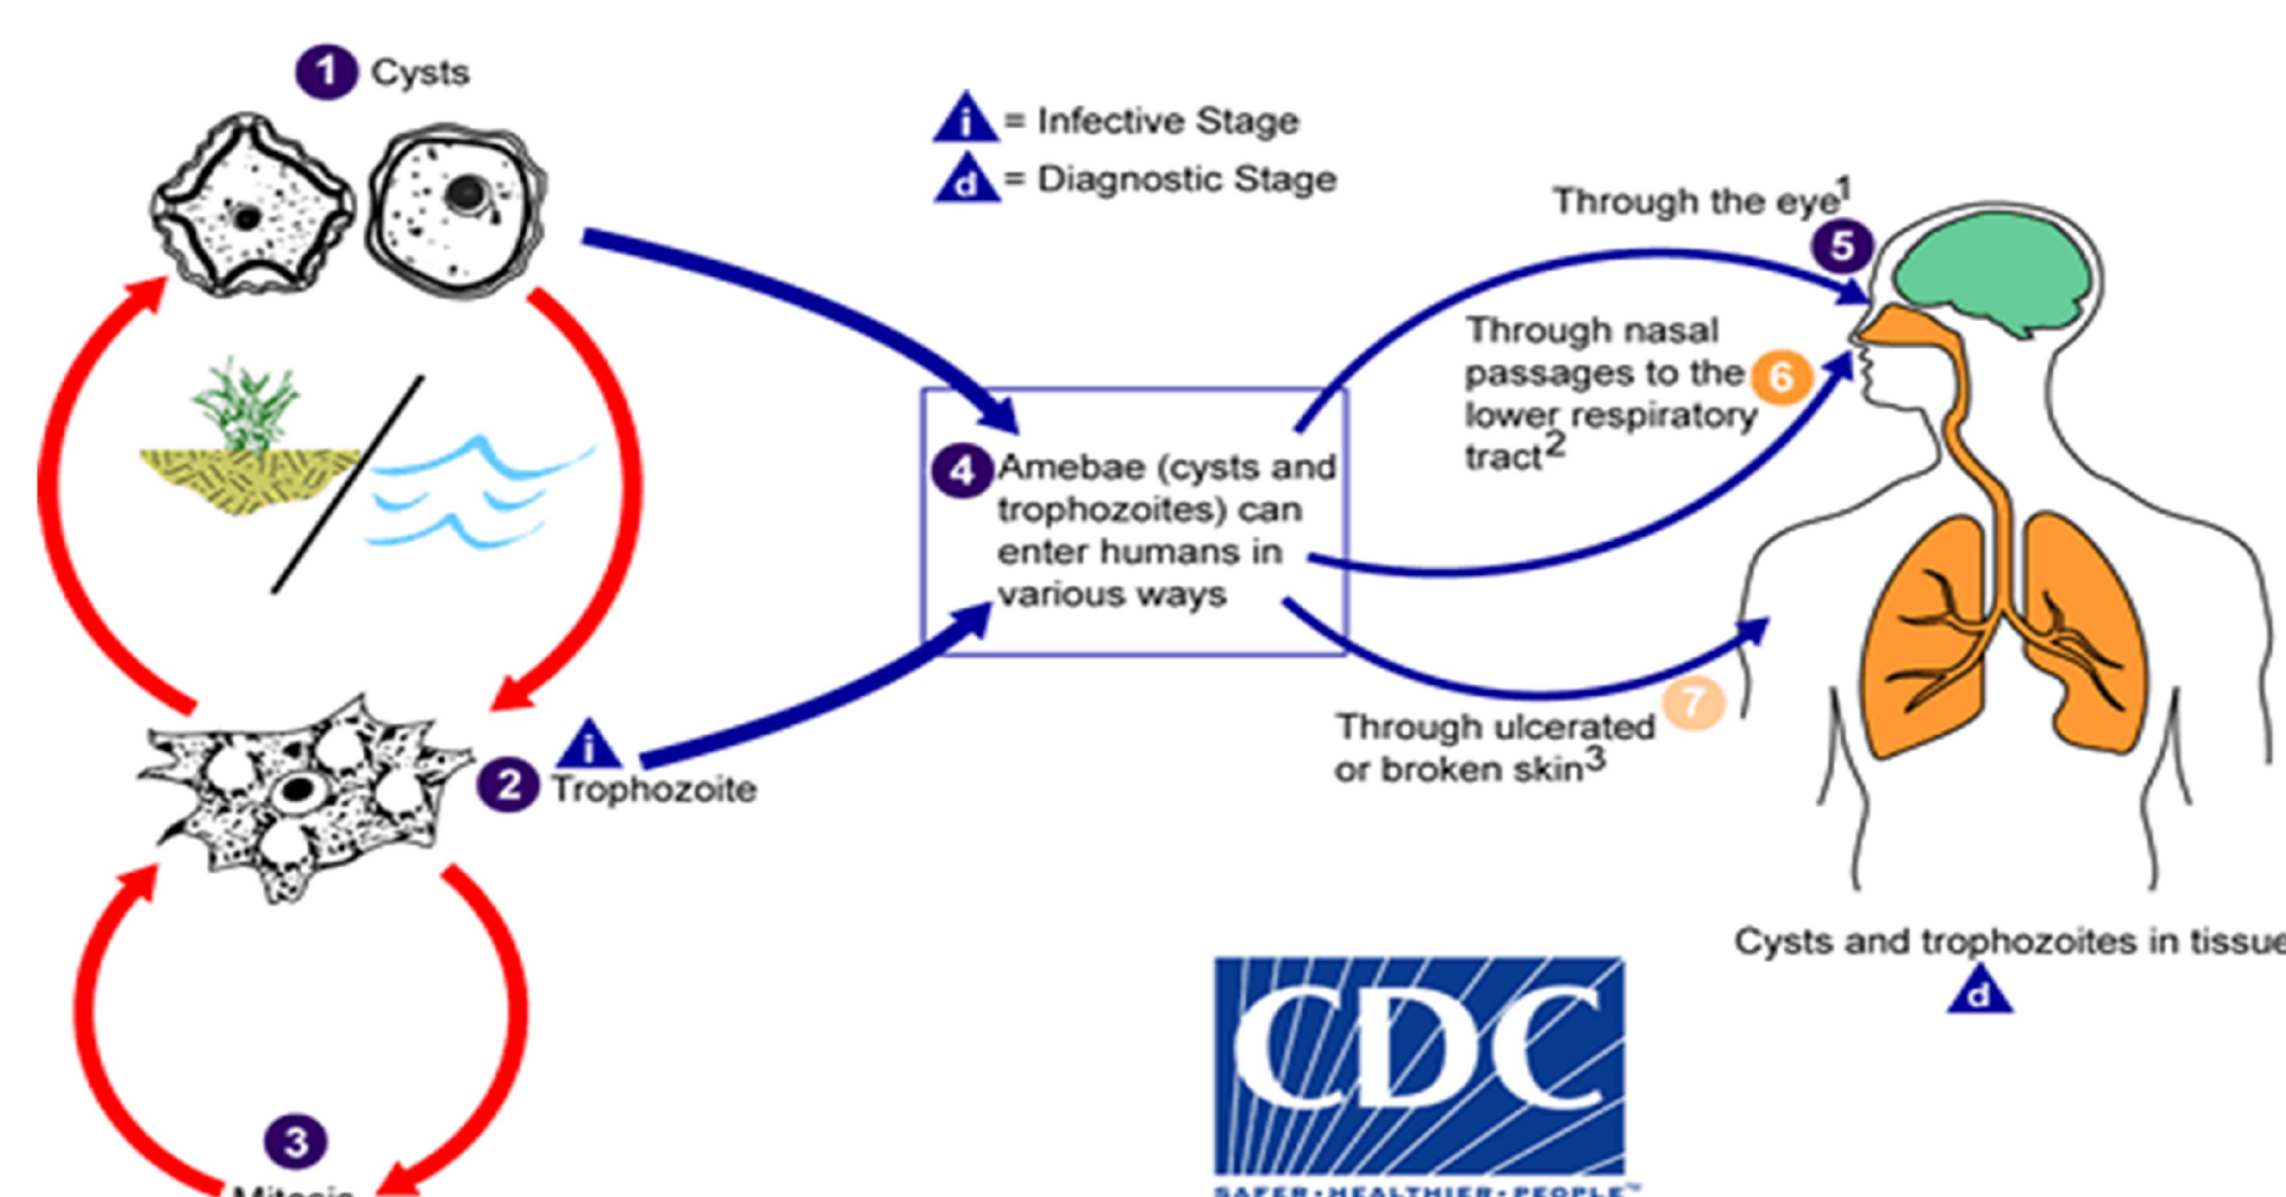 1 Cysts
i = Infective Stage
d = Diagnostic Stage
Through the eye1
5
Through nasal
passages to the 6
lower respiratory
tract2
4 Amebae (cysts and
trophozoites) can
enter humans in
various ways
7
Through ulcerated
or broken skin3
i
2 Trophozoite
Cysts and trophozoites in tissue
d
CDC
SAFER·HEALTHIER·PEOPLE™
3
Mitosis